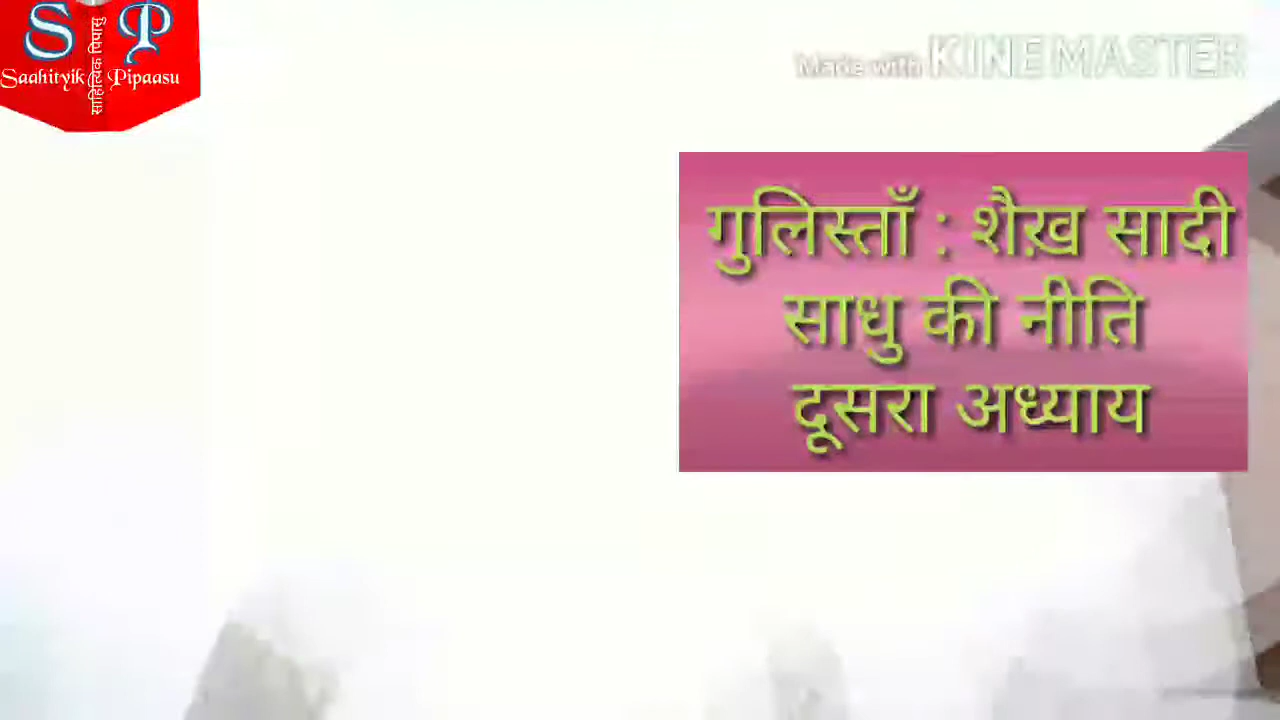 S P
Saahityik Pipaasu
साहित्यिक पिपासु
Made with KINEMASTER
गुलिस्ताँ : शैख़ सादी
साधु की नीति
दूसरा अध्याय